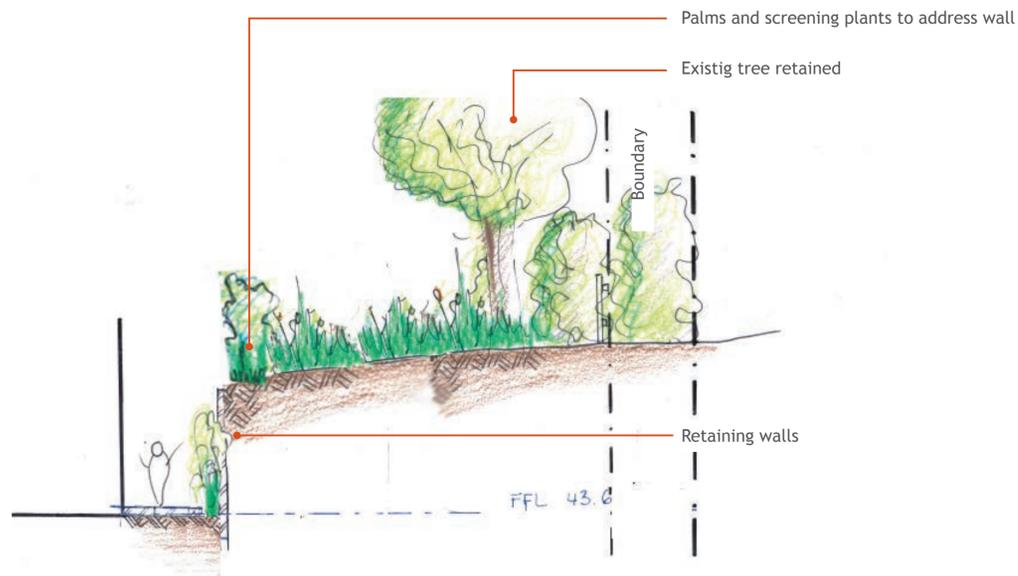 Palms and screening plants to address wall
Existig tree retained
Boundary
Retaining walls
FFL 43.6